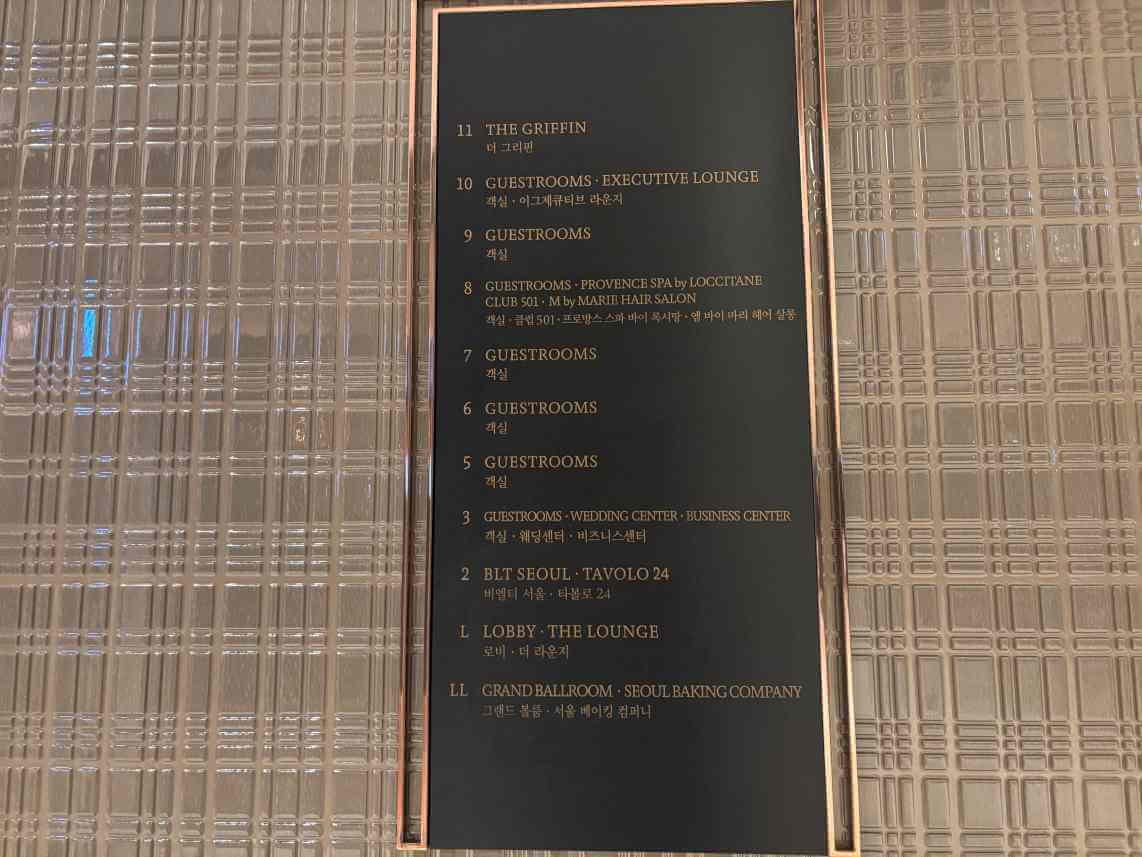 11 THE GRIFFIN
더 그리핀
10 GUESTROOMS · EXECUTIVE LOUNGE
객실 · 이그제큐티브 라운지
9 GUESTROOMS
객실
8 GUESTROOMS · PROVENCE SPA by LOCCITANE
CLUB 501 · M by MARIE HAIR SALON
객실 · 클럽 501 · 프로방스 스파 바이 록시땅 · 엠 바이 마리 헤어 살롱
7 GUESTROOMS
객실
6 GUESTROOMS
객실
5 GUESTROOMS
객실
3 GUESTROOMS · WEDDING CENTER · BUSINESS CENTER
객실 · 웨딩센터 · 비즈니스센터
2 BLT SEOUL · TAVOLO 24
비엘티 서울 · 타볼로 24
L LOBBY · THE LOUNGE
로비 · 더 라운지
LL GRAND BALLROOM · SEOUL BAKING COMPANY
그랜드 볼룸 · 서울 베이킹 컴퍼니